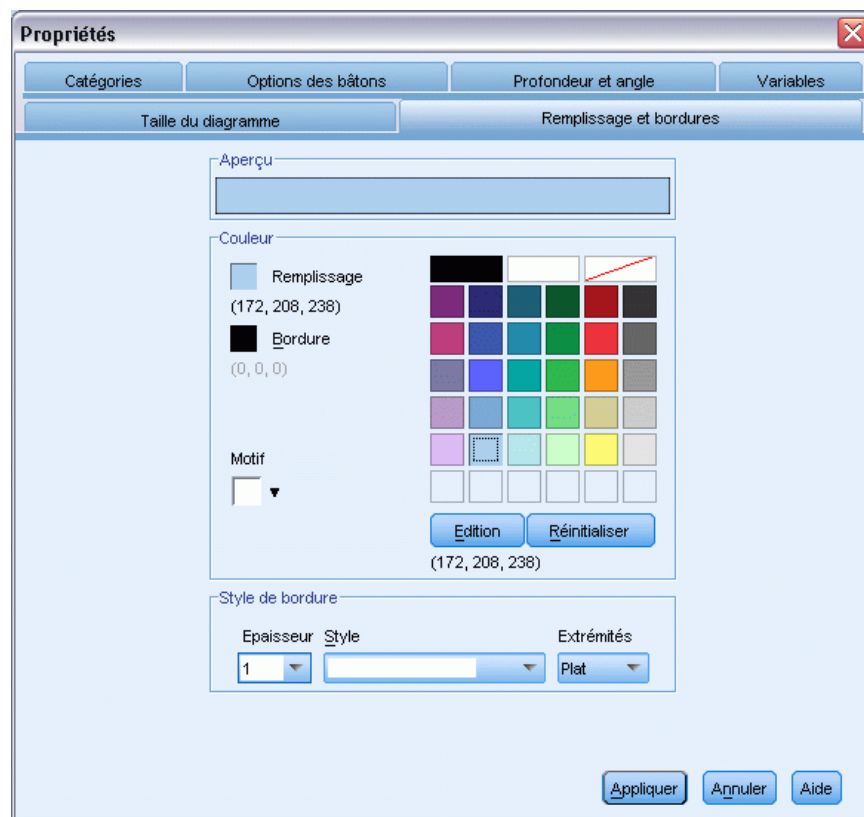 Propriétés
Catégories Options des bâtons Profondeur et angle Variables
Taille du diagramme Remplissage et bordures
Aperçu
Couleur
Remplissage
(172, 208, 238)
Bordure
(0, 0, 0)
Motif
Edition Réinitialiser
(172, 208, 238)
Style de bordure
Epaisseur Style Extrémités
1 Plat
Appliquer Annuler Aide